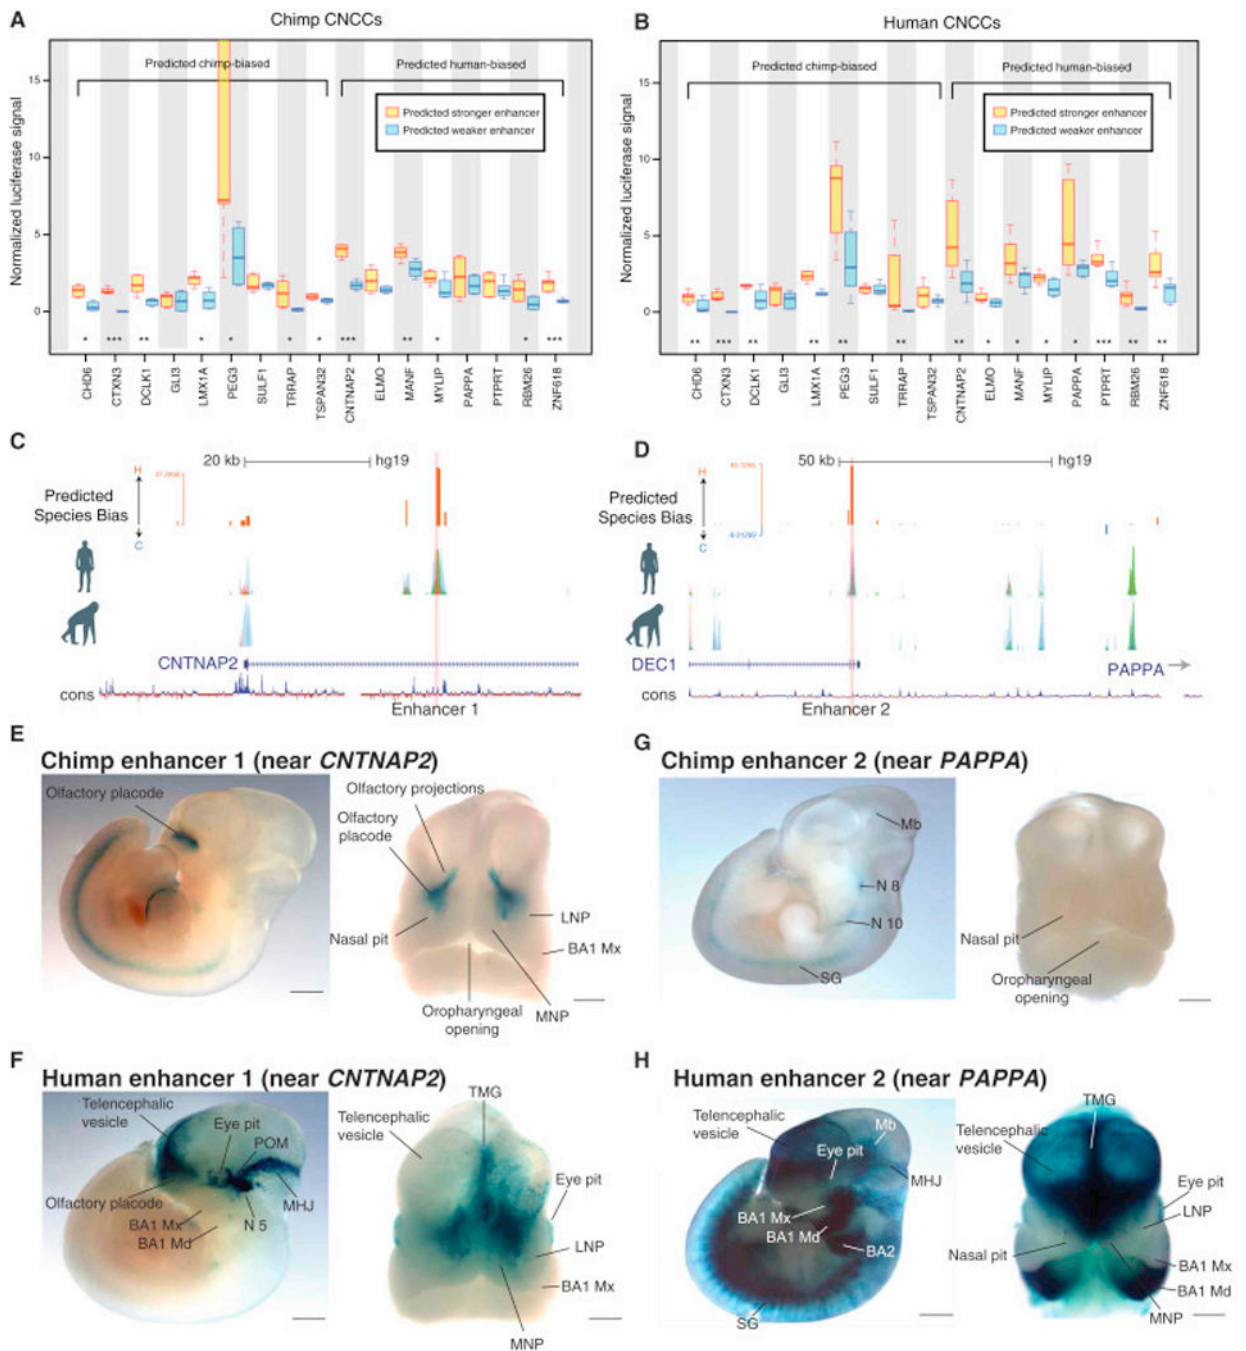 A
Chimp CNCCs
Normalized luciferase signal
15
10
5
0
Predicted chimp-biased
Predicted human-biased
Predicted stronger enhancer
Predicted weaker enhancer
* *** ** * * * * *** ** * * ***
CHD6
CTXN3
DCLK1
GLI3
LMX1A
PEG3
SULF1
TRRAP
TSPAN32
CNTNAP2
ELMO
MANF
MYLIP
PAPPA
PTPRT
RBM26
ZNF618
B
Human CNCCs
Normalized luciferase signal
15
10
5
0
Predicted chimp-biased
Predicted human-biased
Predicted stronger enhancer
Predicted weaker enhancer
** *** ** ** ** ** ** * * * * *** ** **
CHD6
CTXN3
DCLK1
GLI3
LMX1A
PEG3
SULF1
TRRAP
TSPAN32
CNTNAP2
ELMO
MANF
MYLIP
PAPPA
PTPRT
RBM26
ZNF618
C
20 kb
hg19
H
Predicted
Species Bias
C
CNTNAP2
cons
Enhancer 1
D
50 kb
hg19
H
Predicted
Species Bias
C
DEC1
PAPPA
cons
Enhancer 2
E
Chimp enhancer 1 (near CNTNAP2)
Olfactory placode
Olfactory projections
Olfactory
placode
Nasal pit
LNP
BA1 Mx
Oropharyngeal
opening
MNP
G
Chimp enhancer 2 (near PAPPA)
Mb
N 8
N 10
SG
Nasal pit
Oropharyngeal
opening
F
Human enhancer 1 (near CNTNAP2)
Telencephalic
vesicle
Eye pit
POM
Olfactory placode
MHJ
BA1 Mx
N 5
BA1 Md
TMG
Telencephalic
vesicle
Eye pit
LNP
BA1 Mx
MNP
H
Human enhancer 2 (near PAPPA)
Telencephalic
vesicle
Mb
Eye pit
MHJ
BA1 Mx
BA1 Md
BA2
SG
TMG
Telencephalic
vesicle
Eye pit
LNP
Nasal pit
BA1 Mx
BA1 Md
MNP